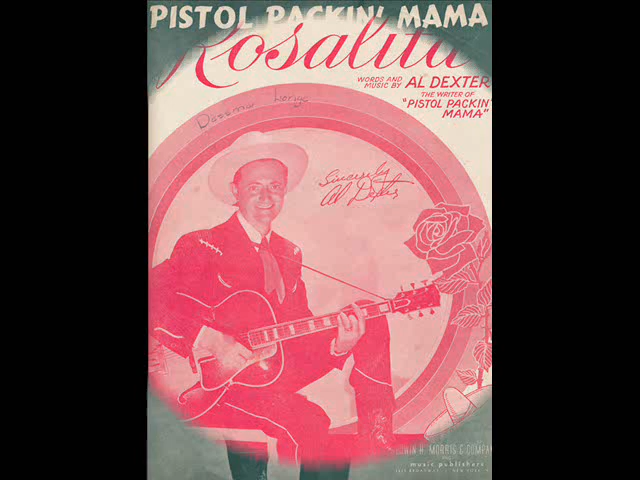 PISTOL PACKIN' MAMA
Rosalita
WORDS AND
MUSIC BY AL DEXTER
THE WRITER OF
"PISTOL PACKIN'
MAMA"
Sincerely
Al Dexter
EDWIN H. MORRIS & COMPANY
music publishers